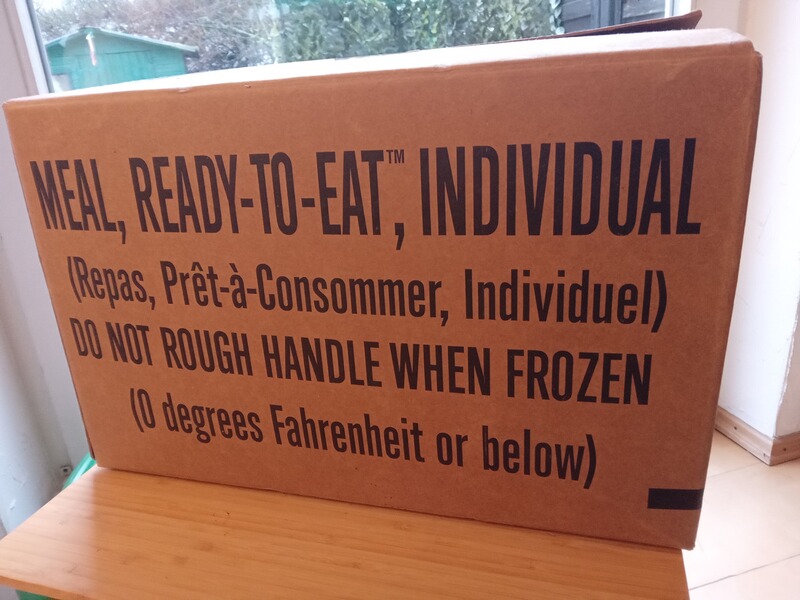 MEAL, READY-TO-EAT™, INDIVIDUAL
(Repas, Prêt-à-Consommer, Individuel)
DO NOT ROUGH HANDLE WHEN FROZEN
(0 degrees Fahrenheit or below)